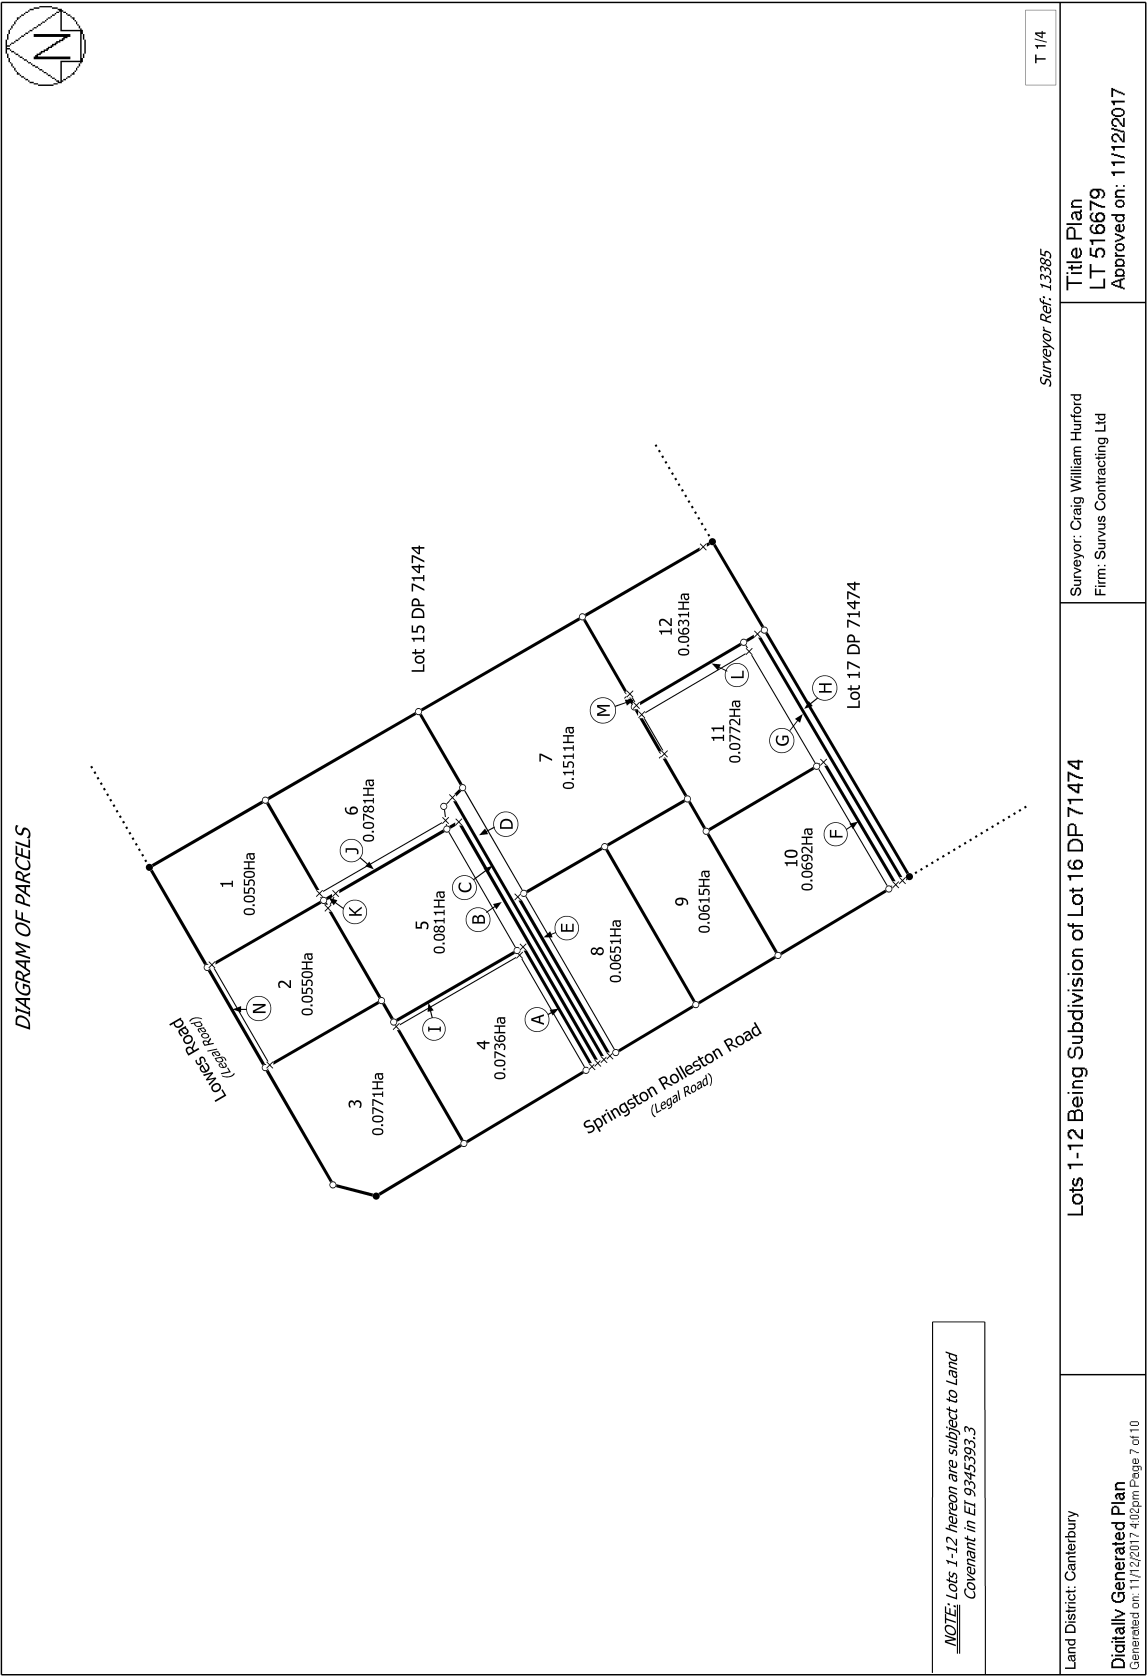 DIAGRAM OF PARCELS
N
T 1/4
Lowes Road
(Legal Road)
N
1
0.0550Ha
2
0.0550Ha
3
0.0771Ha
K
J
6
0.0781Ha
Lot 15 DP 71474
I
5
0.0811Ha
4
0.0736Ha
A
B
C
D
E
7
0.1511Ha
8
0.0651Ha
9
0.0615Ha
M
12
0.0631Ha
L
11
0.0772Ha
G
H
F
10
0.0692Ha
Lot 17 DP 71474
Springston Rolleston Road
(Legal Road)
NOTE: Lots 1-12 hereon are subject to Land
Covenant in EI 9345393.3
Surveyor Ref: 13385
Land District: Canterbury
Digitally Generated Plan
Generated on: 11/12/2017 4:02pm Page 7 of 10
Lots 1-12 Being Subdivision of Lot 16 DP 71474
Surveyor: Craig William Hurford
Firm: Survus Contracting Ltd
Title Plan
LT 516679
Approved on: 11/12/2017